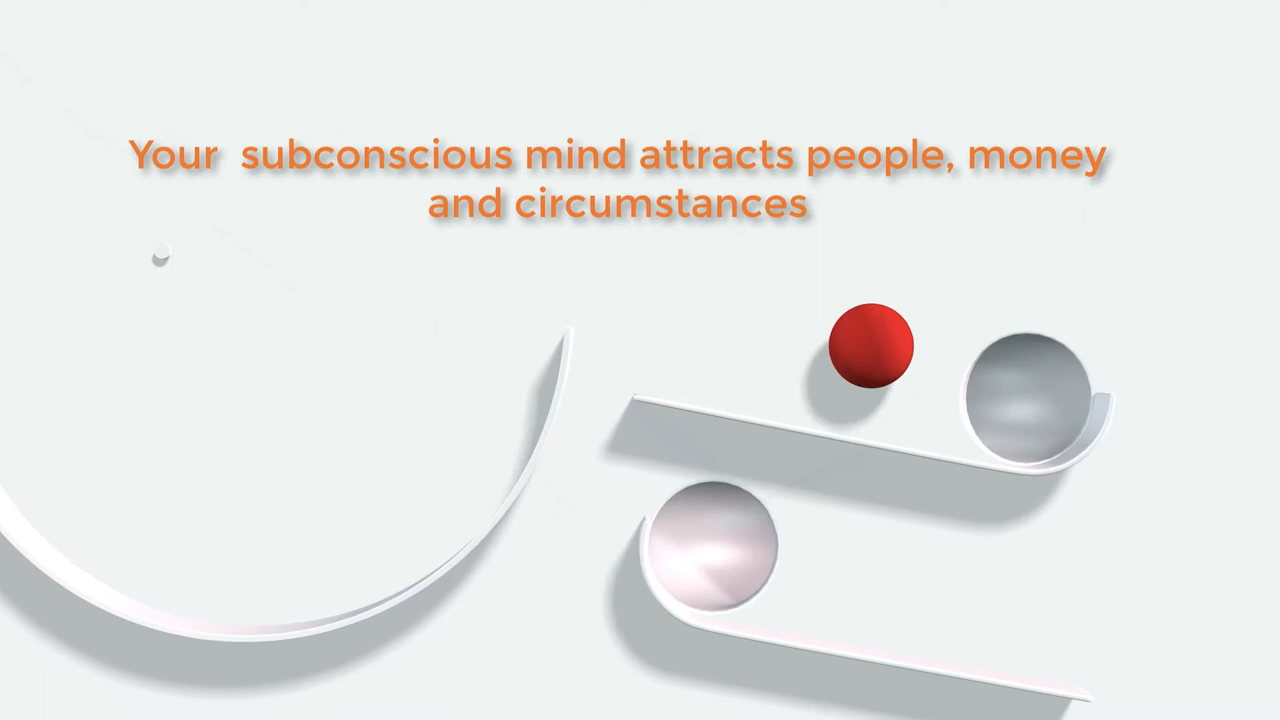 Your  subconscious mind attracts people, money
and circumstances